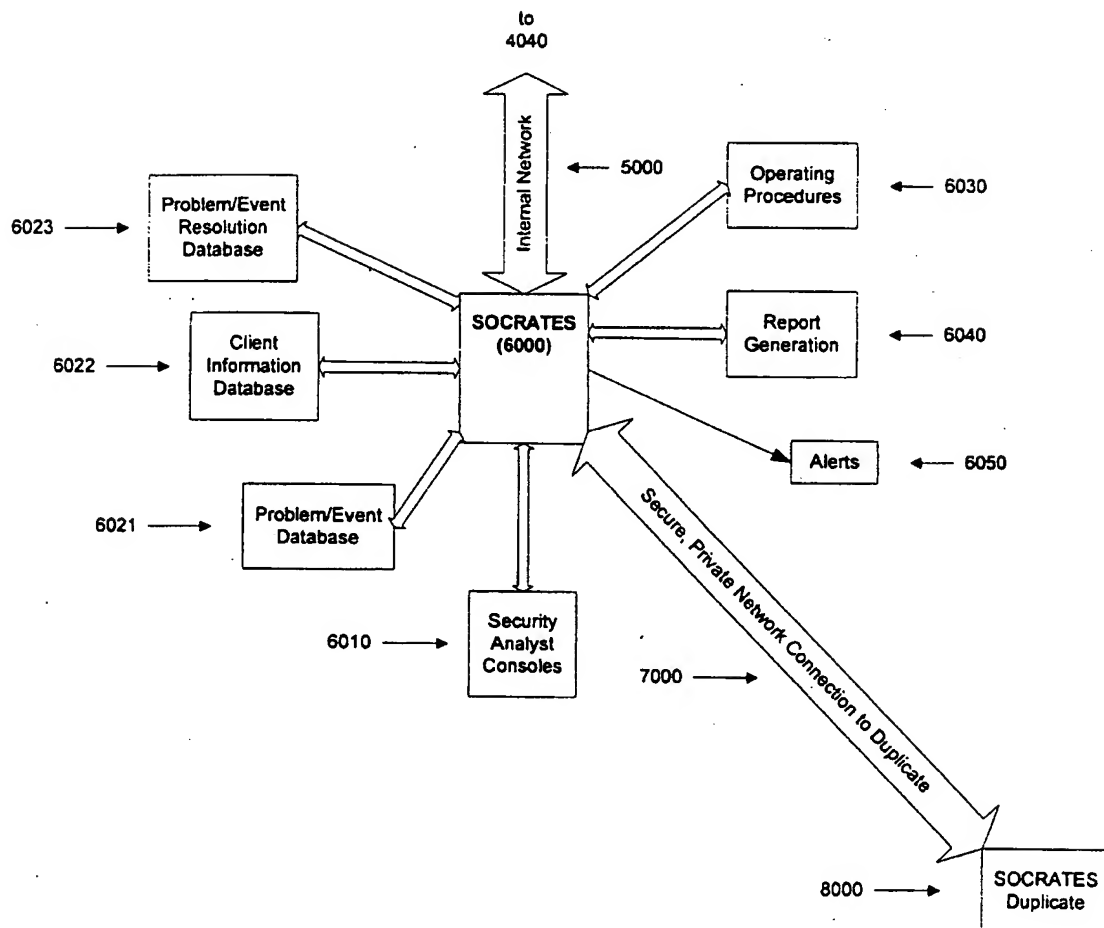 to
4040
Internal Network
5000
Operating
Procedures
6030
6023
Problem/Event
Resolution
Database
SOCRATES
(6000)
Report
Generation
6040
6022
Client
Information
Database
Alerts
6050
6021
Problem/Event
Database
Secure, Private Network Connection to Duplicate
6010
Security
Analyst
Consoles
7000
8000
SOCRATES
Duplicate